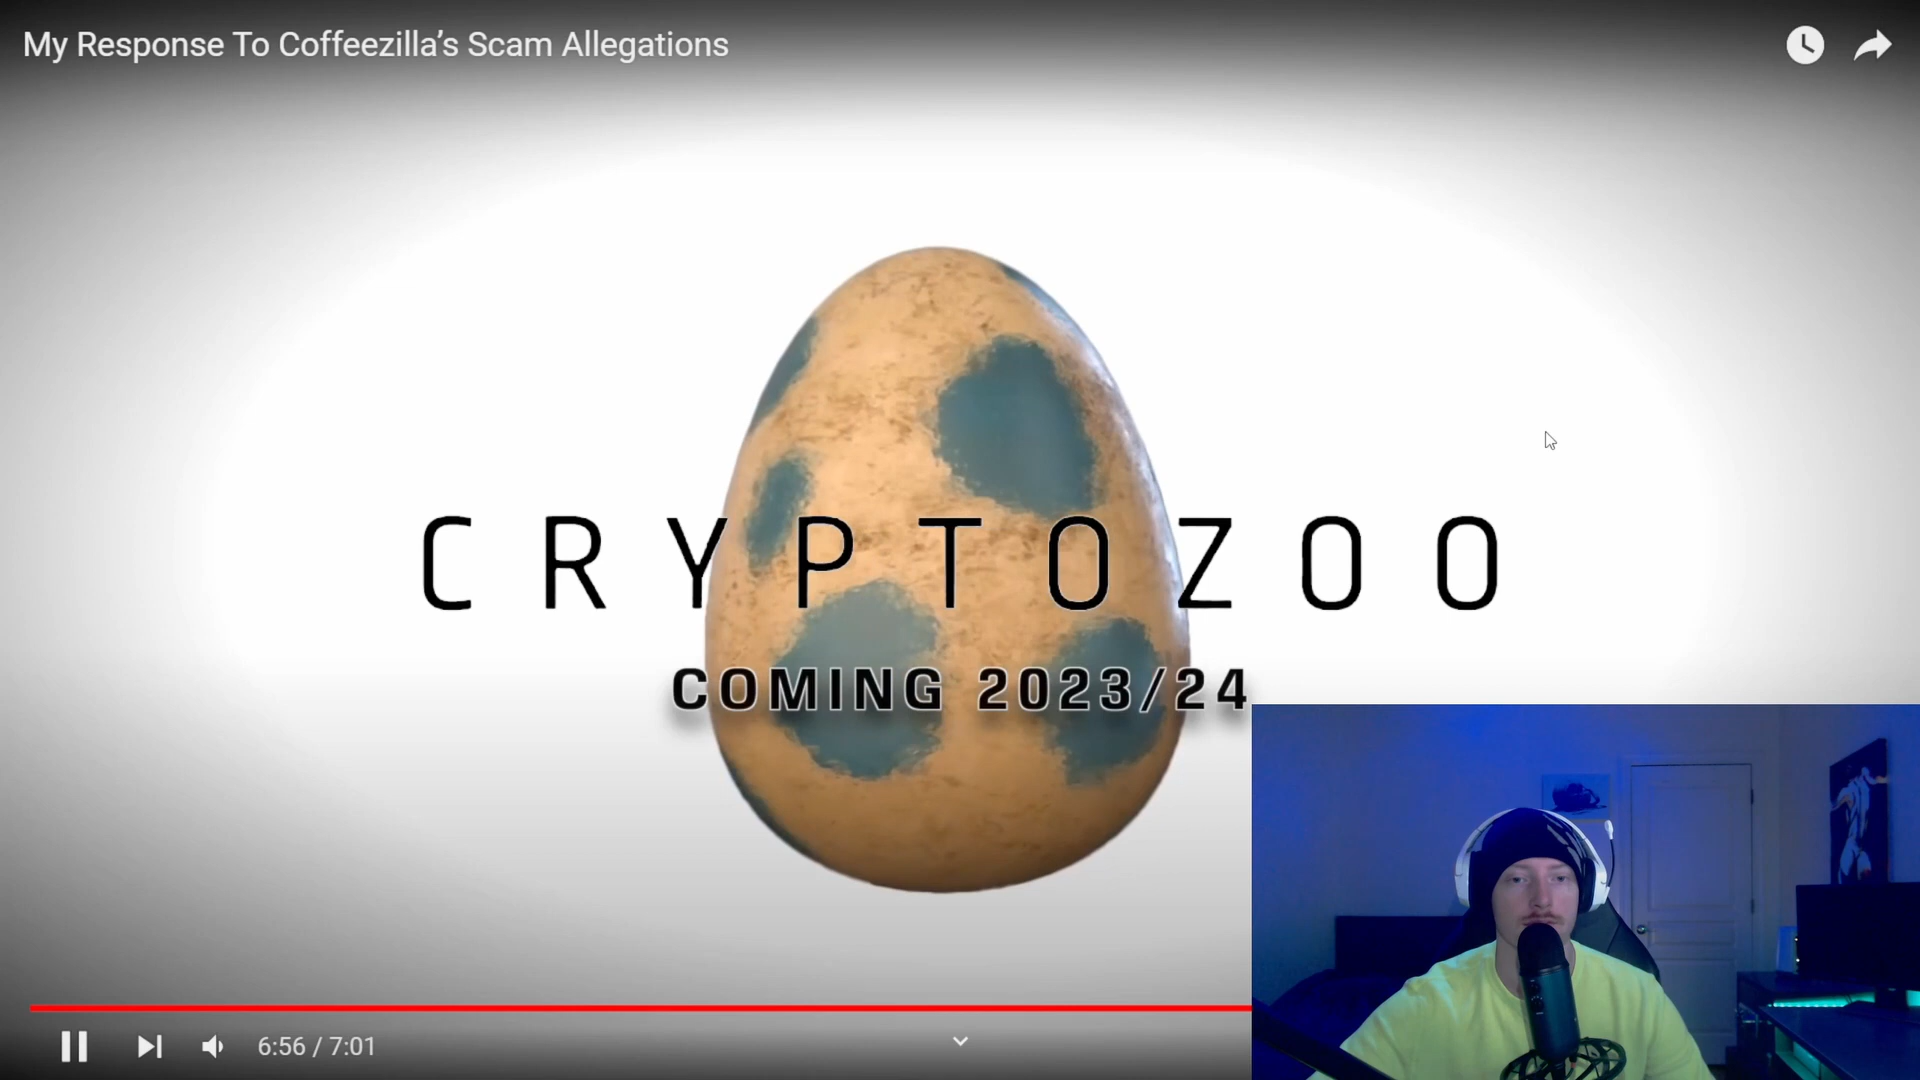 My Response To Coffeezilla’s Scam Allegations
CRYPTOZOO
COMING 2023/24
6:56 / 7:01